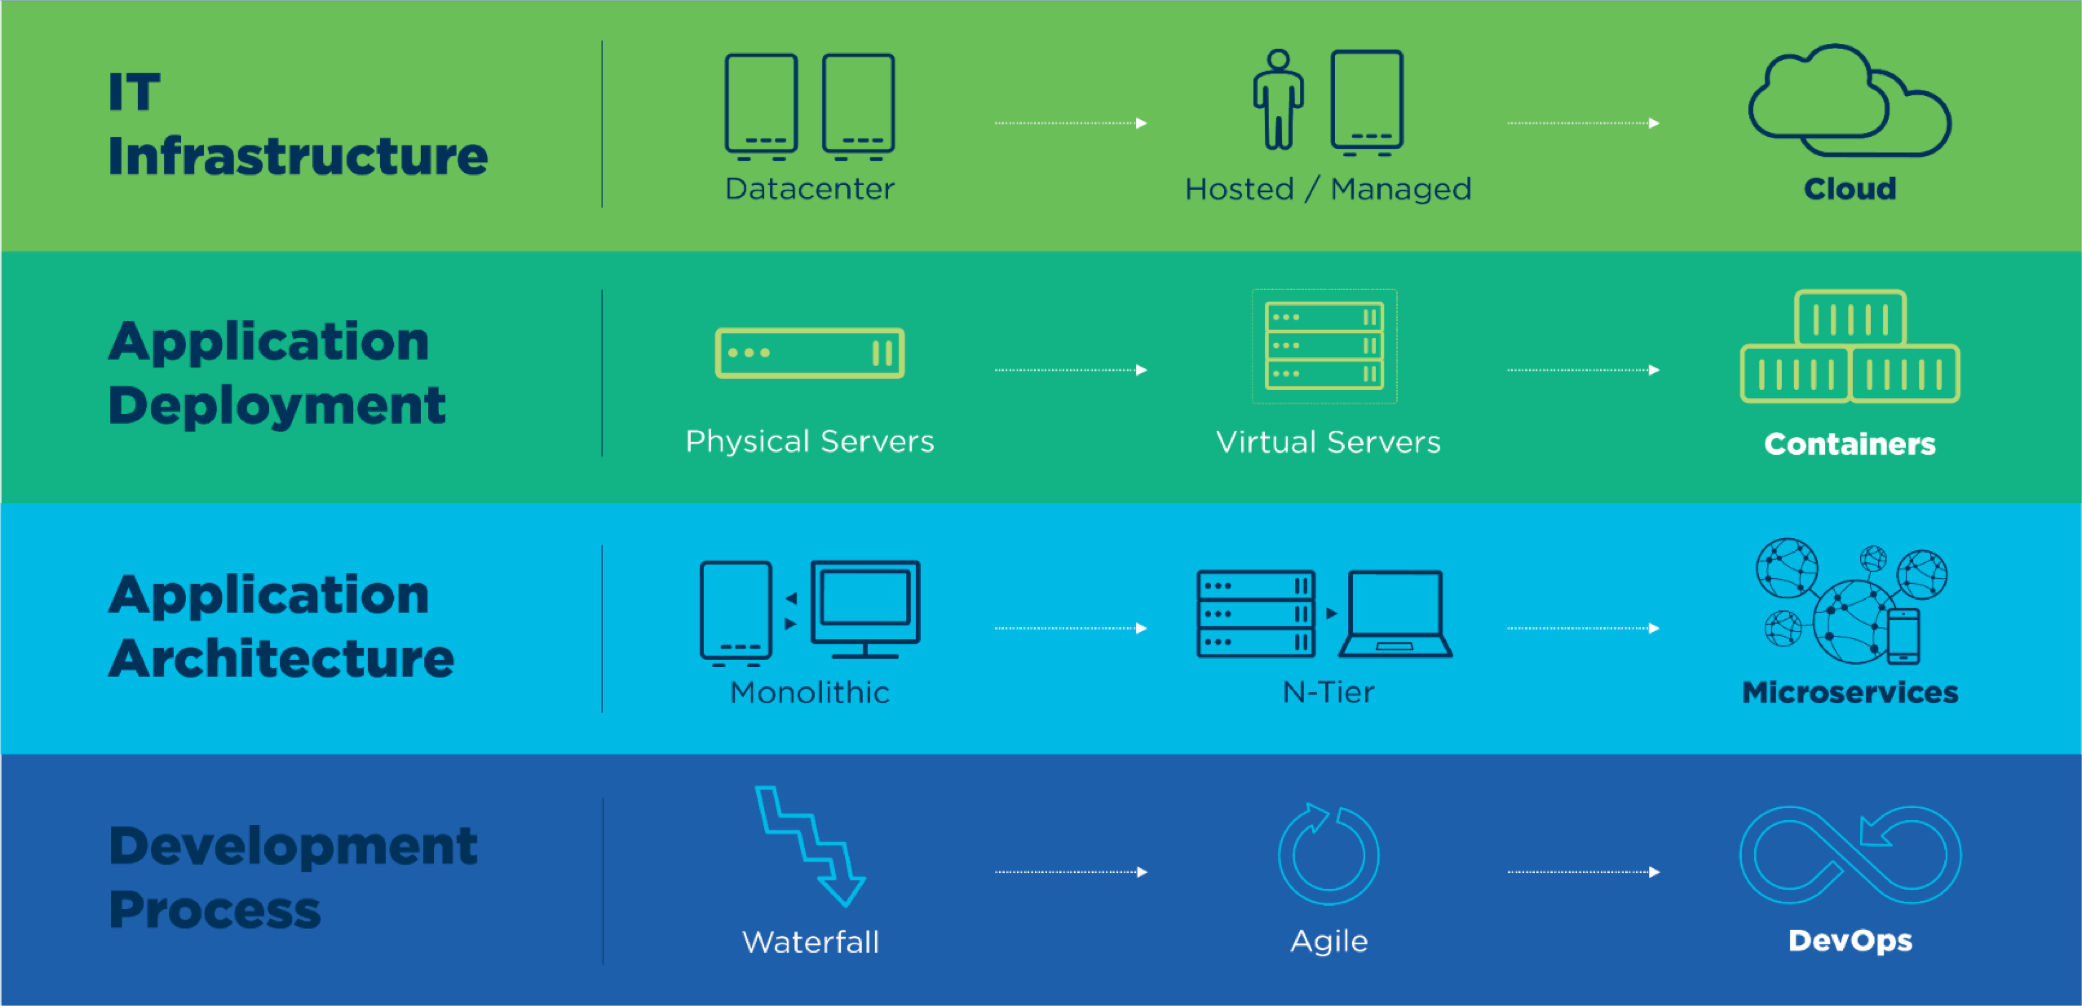 IT
Infrastructure
Datacenter
Hosted / Managed
Cloud
Application
Deployment
Physical Servers
Virtual Servers
Containers
Application
Architecture
Monolithic
N-Tier
Microservices
Development
Process
Waterfall
Agile
DevOps